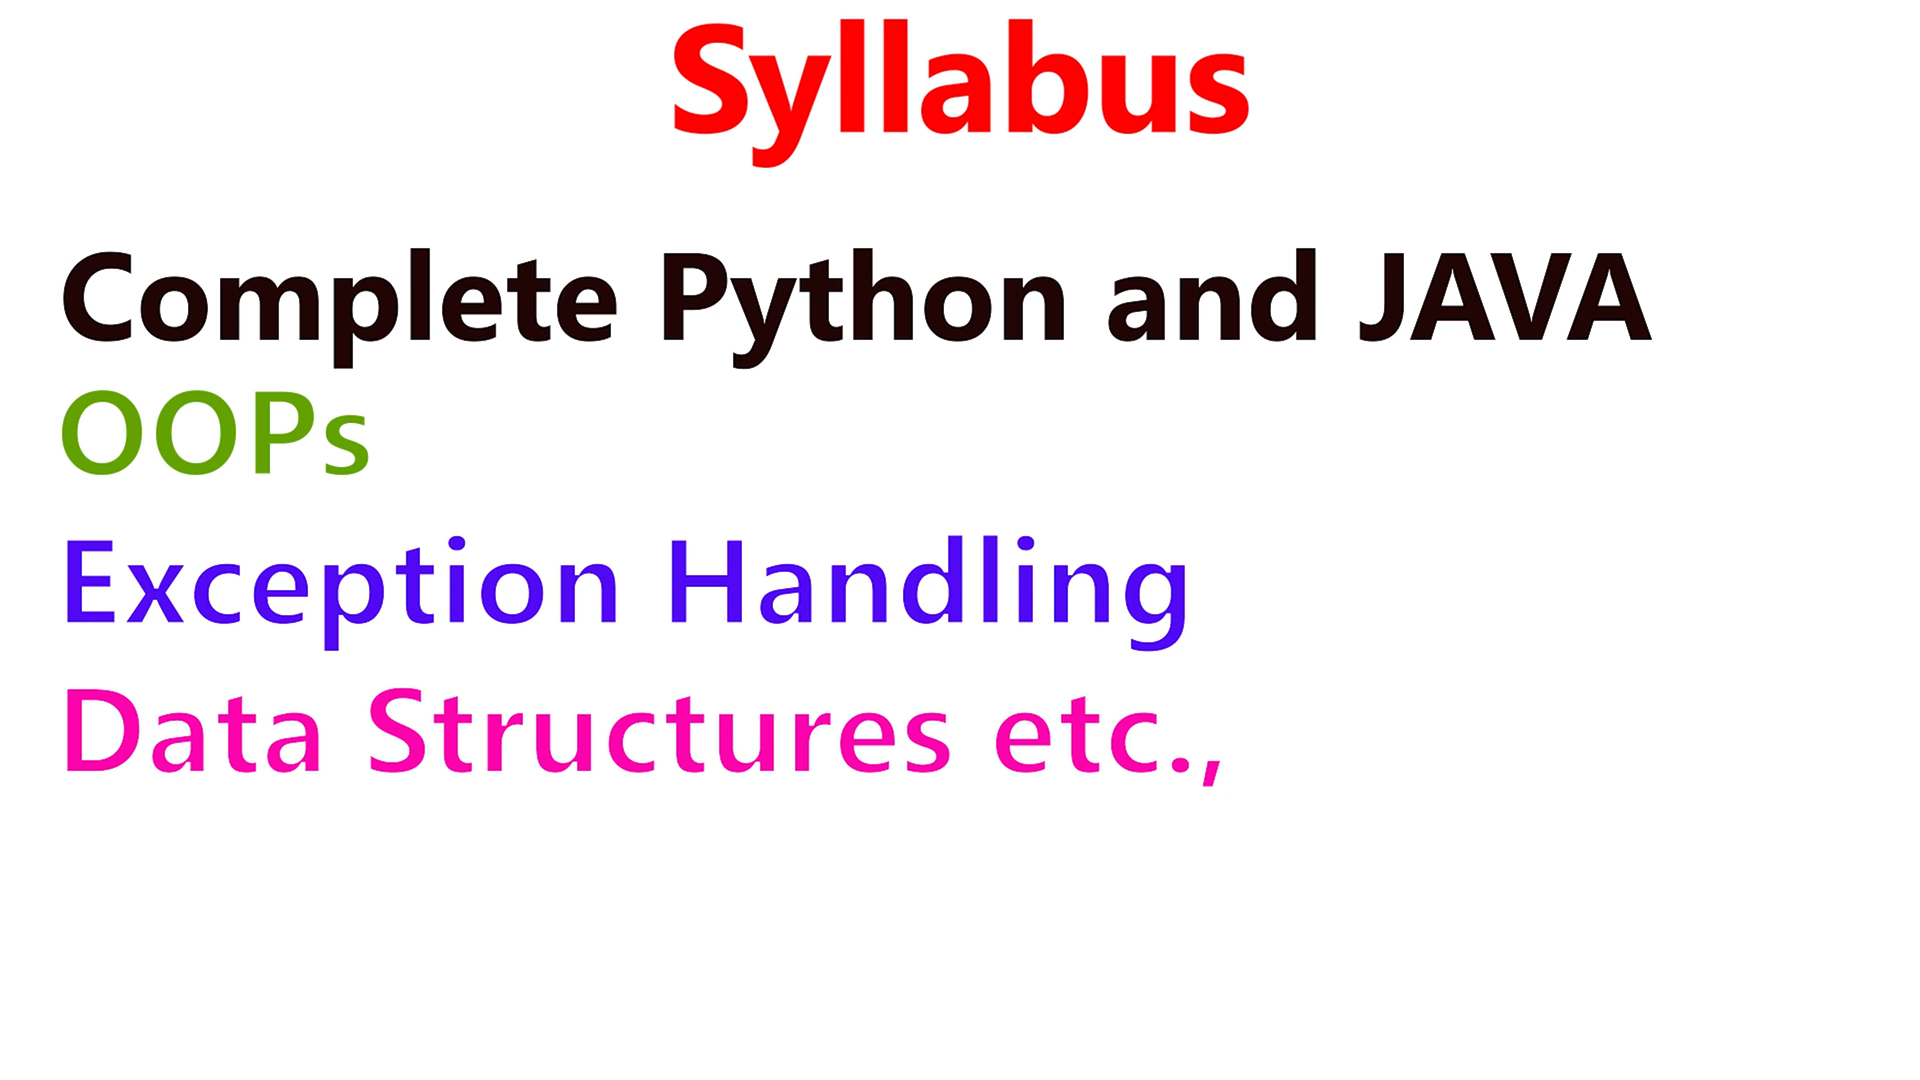 Syllabus
Complete Python and JAVA
OOPs
Exception Handling
Data Structures etc.,